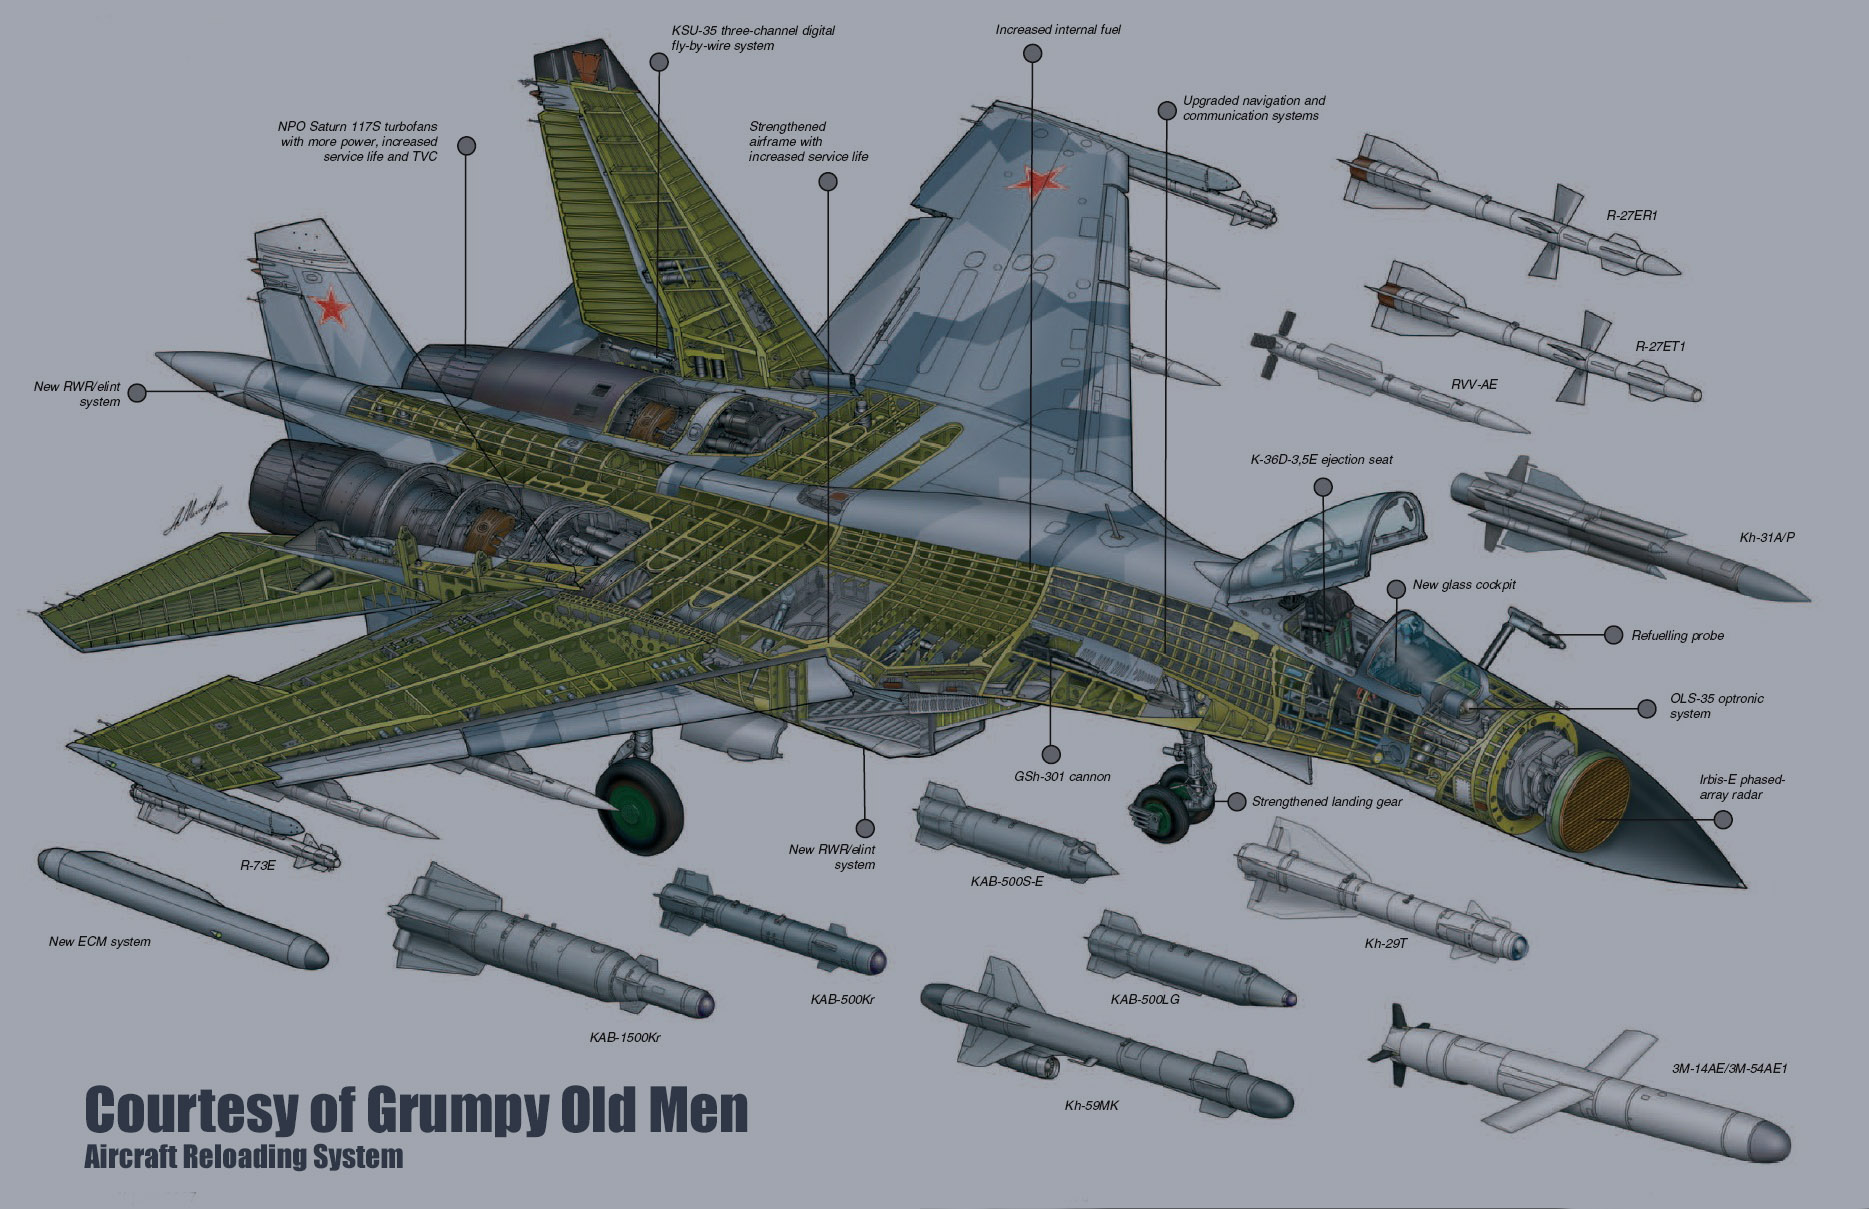 KSU-35 three-channel digital
fly-by-wire system
Increased internal fuel
Upgraded navigation and
communication systems
NPO Saturn 117S turbofans
with more power, increased
service life and TVC
Strengthened
airframe with
increased service life
R-27ER1
R-27ET1
RVV-AE
New RWR/elint
system
K-36D-3,5E ejection seat
Kh-31A/P
New glass cockpit
Refuelling probe
OLS-35 optronic
system
GSh-301 cannon
Irbis-E phased-
array radar
Strengthened landing gear
New RWR/elint
system
R-73E
KAB-500S-E
New ECM system
Kh-29T
KAB-500Kr
KAB-500LG
KAB-1500Kr
3M-14AE/3M-54AE1
Kh-59MK
Courtesy of Grumpy Old Men
Aircraft Reloading System